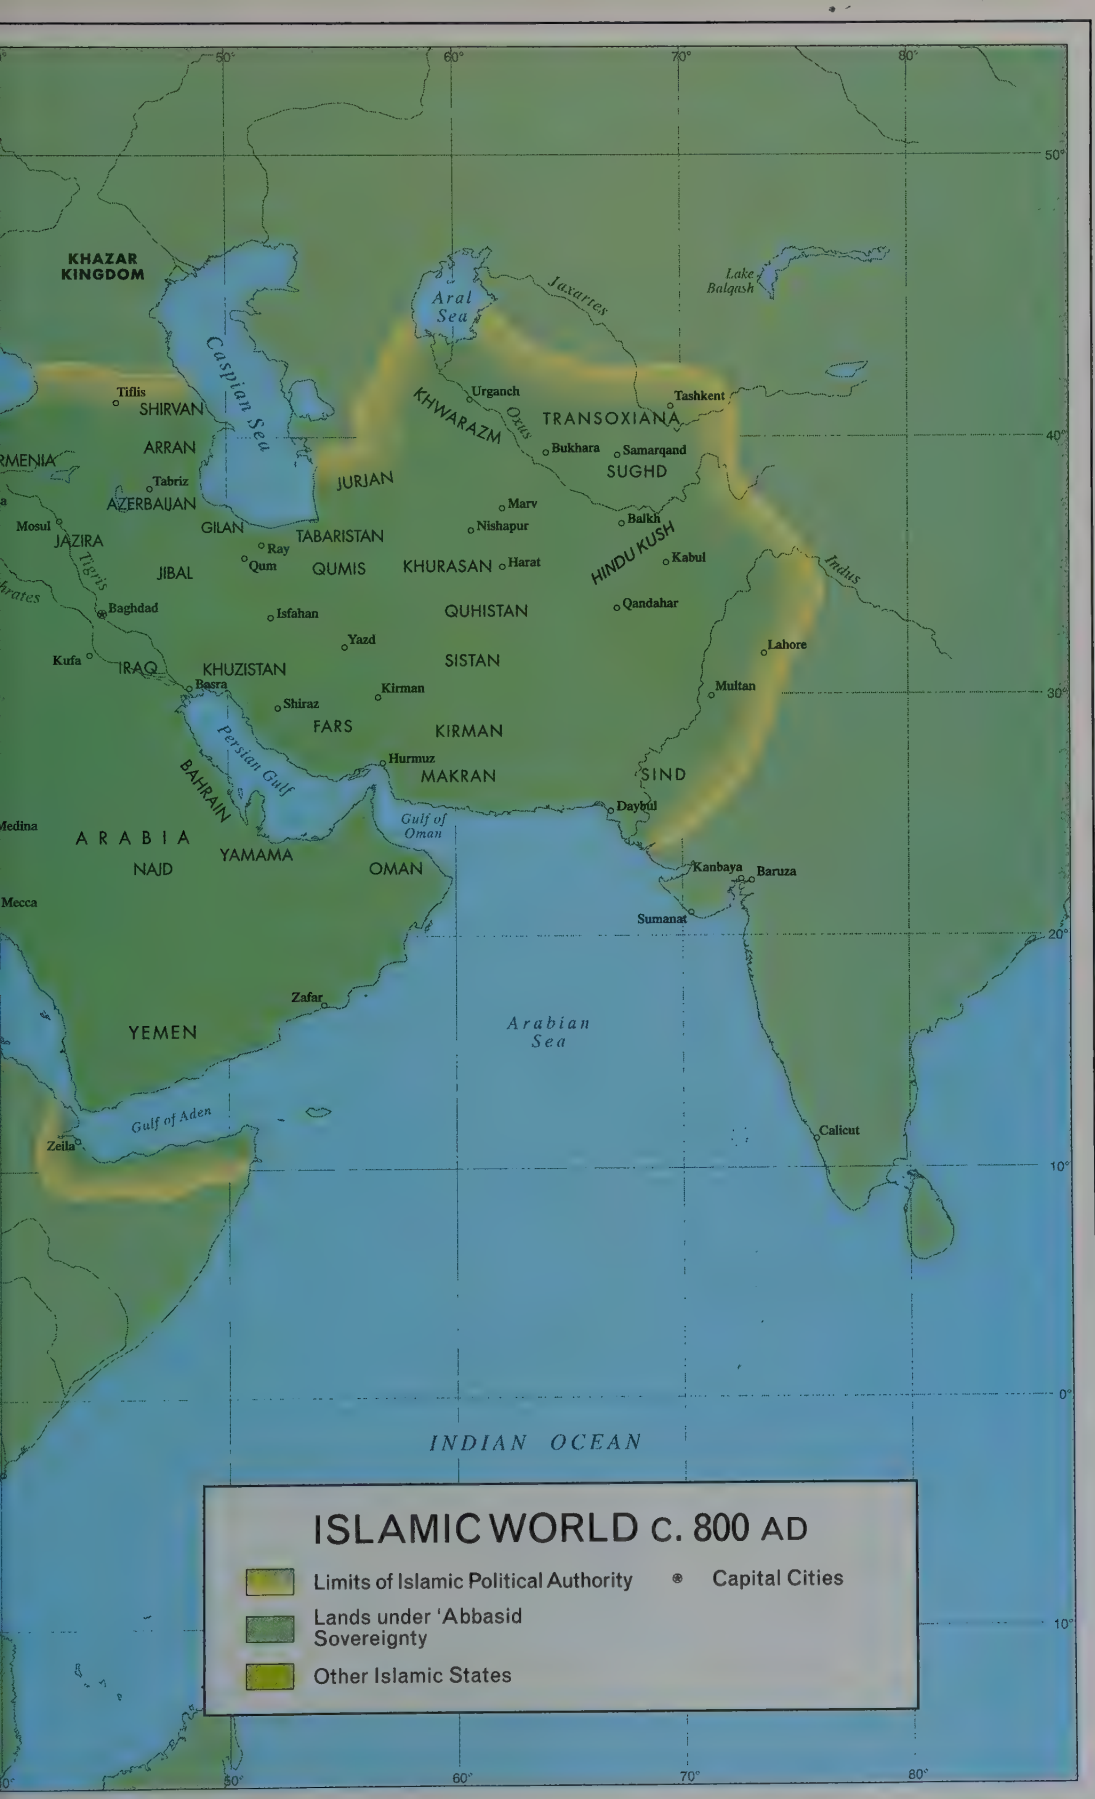 50°
60°
70°
80°
50°
KHAZAR
KINGDOM
Lake
Balqash
Jaxartes
Aral
Sea
Caspian Sea
Tiflis
SHIRVAN
Urganch
Tashkent
KHWARAZM
Oxus
TRANSOXIANA
40°
ARRAN
Bukhara
Samarqand
RMENIA
SUGHD
Tabriz
JURJAN
AZERBAIJAN
a
Marv
Mosul
GILAN
Nishapur
Balkh
JAZIRA
TABARISTAN
HINDU KUSH
Ray
Kabul
Tigris
Qum
QUMIS
KHURASAN
Harat
Indus
JIBAL
hrates
Baghdad
Isfahan
QUHISTAN
Qandahar
Yazd
Lahore
Kufa
IRAQ
KHUZISTAN
SISTAN
Basra
Kirman
Multan
30°
Shiraz
FARS
KIRMAN
Persian Gulf
Hurmuz
BAHRAIN
MAKRAN
SIND
Daybul
Medina
Gulf of
Oman
ARABIA
YAMAMA
NAJD
OMAN
Kanbaya
Baruza
Mecca
Sumanat
20°
Zafar
YEMEN
Arabian
Sea
Gulf of Aden
Zeila
Calicut
10°
0°
INDIAN OCEAN
ISLAMIC WORLD C. 800 AD
Limits of Islamic Political Authority
Capital Cities
Lands under 'Abbasid
Sovereignty
Other Islamic States
10°
50°
60°
70°
80°